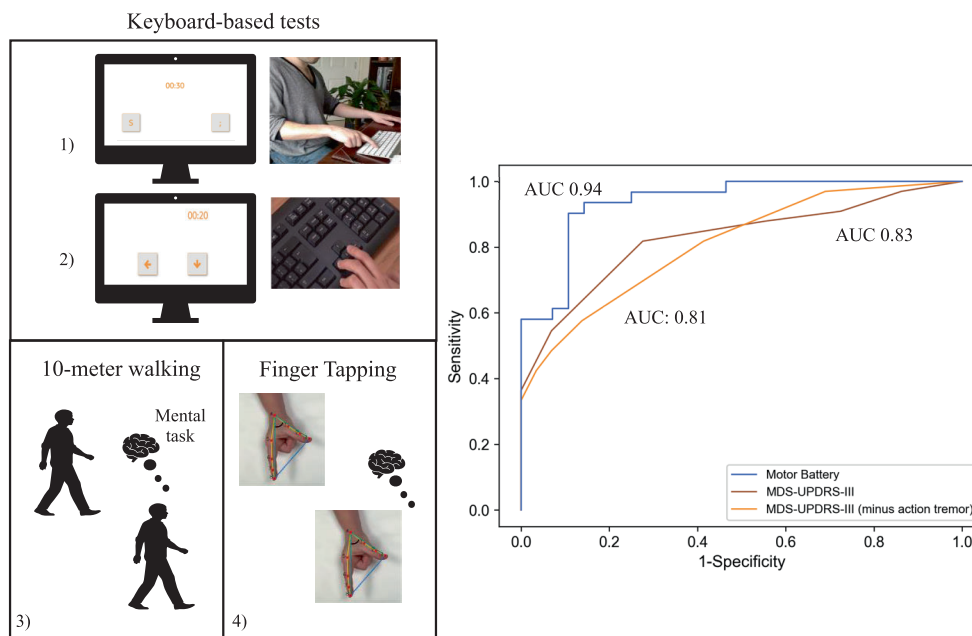 Keyboard-based tests
1)
00:30
S
;
2)
00:20
10-meter walking
Mental
task
3)
Finger Tapping
4)
AUC 0.94
AUC 0.83
AUC: 0.81
Sensitivity
1.0
0.8
0.6
0.4
0.2
0.0
0.0
0.2
0.4
0.6
0.8
1.0
1-Specificity
Motor Battery
MDS-UPDRS-III
MDS-UPDRS-III (minus action tremor)